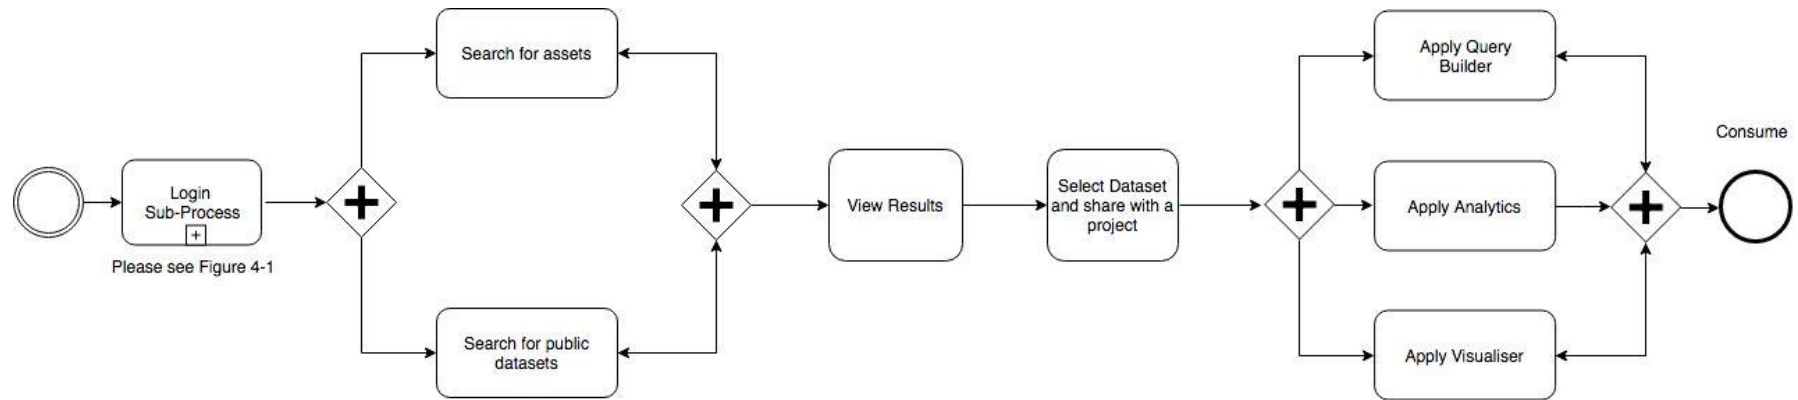 Search for assets
Login
Sub-Process
Please see Figure 4-1
Search for public
datasets
View Results
Select Dataset
and share with a
project
Apply Query
Builder
Apply Analytics
Apply Visualiser
Consume